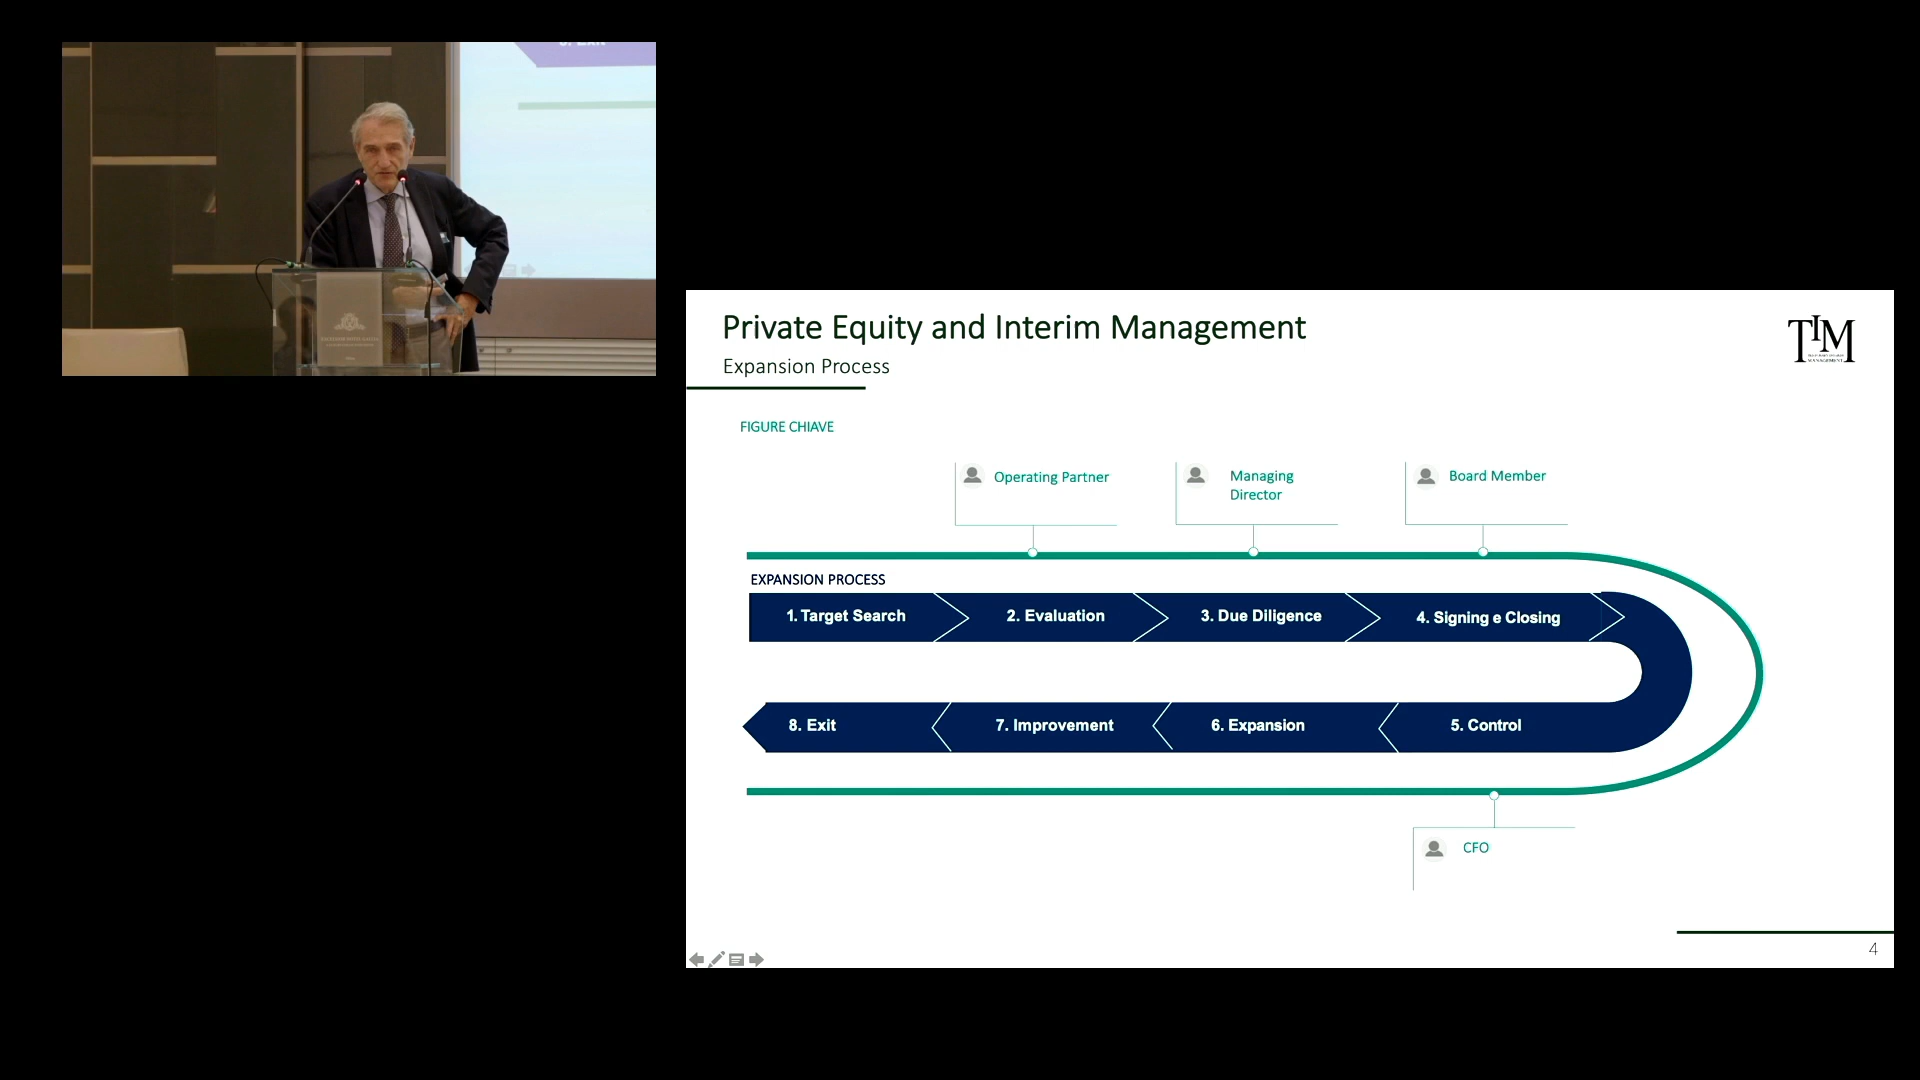 Private Equity and Interim Management
Expansion Process
TIM
MANAGEMENT
FIGURE CHIAVE
Operating Partner
Managing
Director
Board Member
EXPANSION PROCESS
1. Target Search
2. Evaluation
3. Due Diligence
4. Signing e Closing
8. Exit
7. Improvement
6. Expansion
5. Control
CFO
4